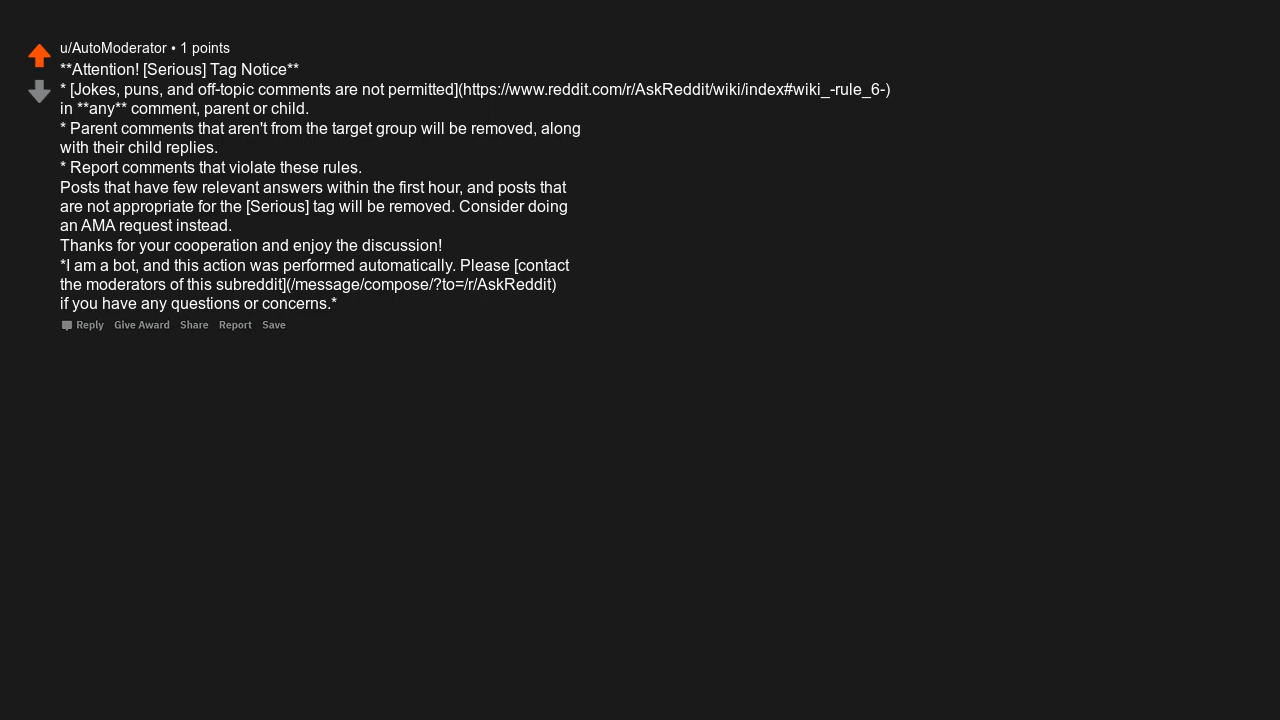 u/AutoModerator • 1 points
**Attention! [Serious] Tag Notice**
* [Jokes, puns, and off-topic comments are not permitted](https://www.reddit.com/r/AskReddit/wiki/index#wiki_-rule_6-)
in **any** comment, parent or child.
* Parent comments that aren't from the target group will be removed, along
with their child replies.
* Report comments that violate these rules.
Posts that have few relevant answers within the first hour, and posts that
are not appropriate for the [Serious] tag will be removed. Consider doing
an AMA request instead.
Thanks for your cooperation and enjoy the discussion!
*I am a bot, and this action was performed automatically. Please [contact
the moderators of this subreddit](/message/compose/?to=/r/AskReddit)
if you have any questions or concerns.*
Reply Give Award Share Report Save